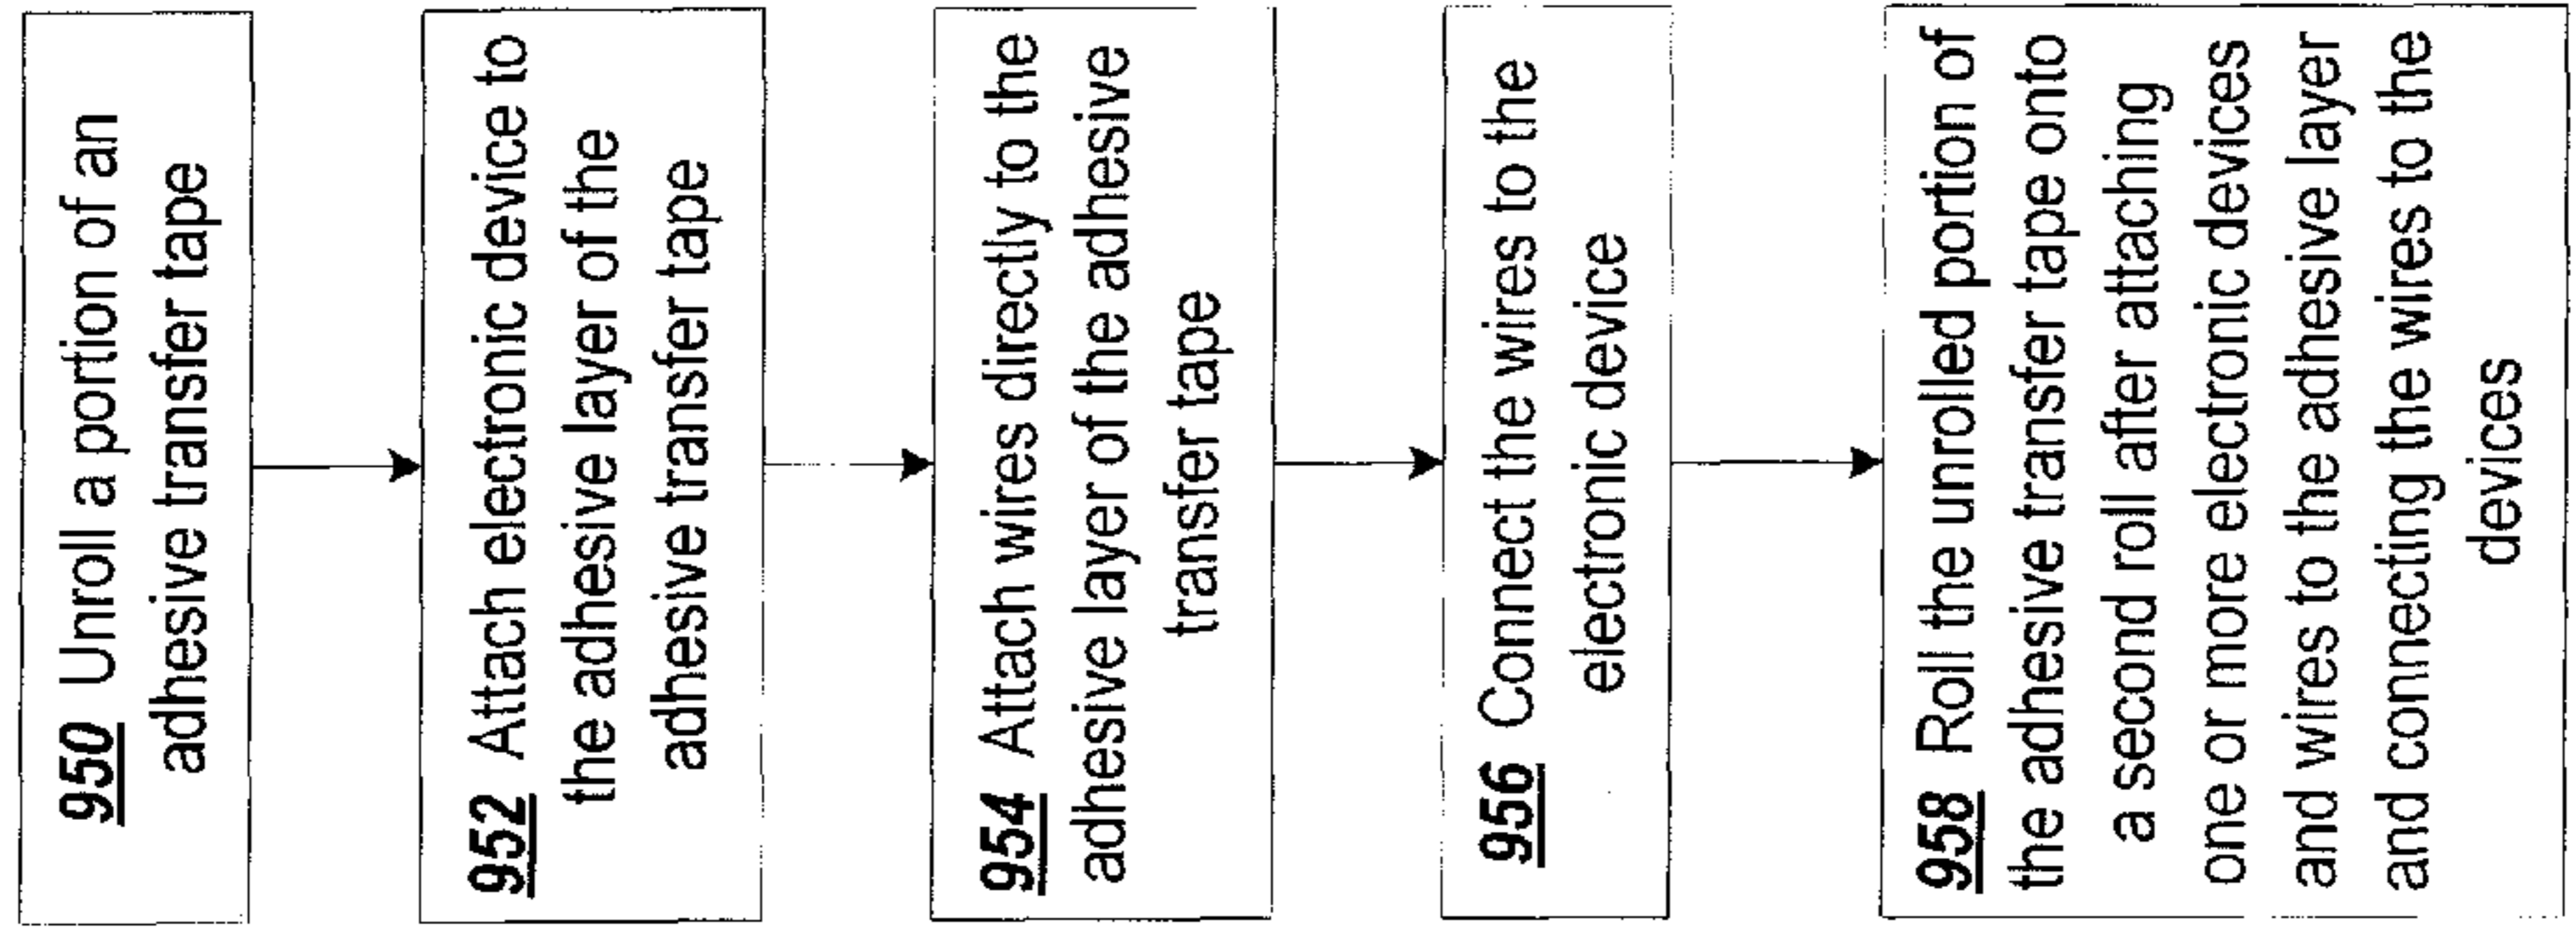 950 Unroll a portion of an
adhesive transfer tape
952 Attach electronic device to
the adhesive layer of the
adhesive transfer tape
954 Attach wires directly to the
adhesive layer of the adhesive
transfer tape
956 Connect the wires to the
electronic device
958 Roll the unrolled portion of
the adhesive transfer tape onto
a second roll after attaching
one or more electronic devices
and wires to the adhesive layer
and connecting the wires to the
devices